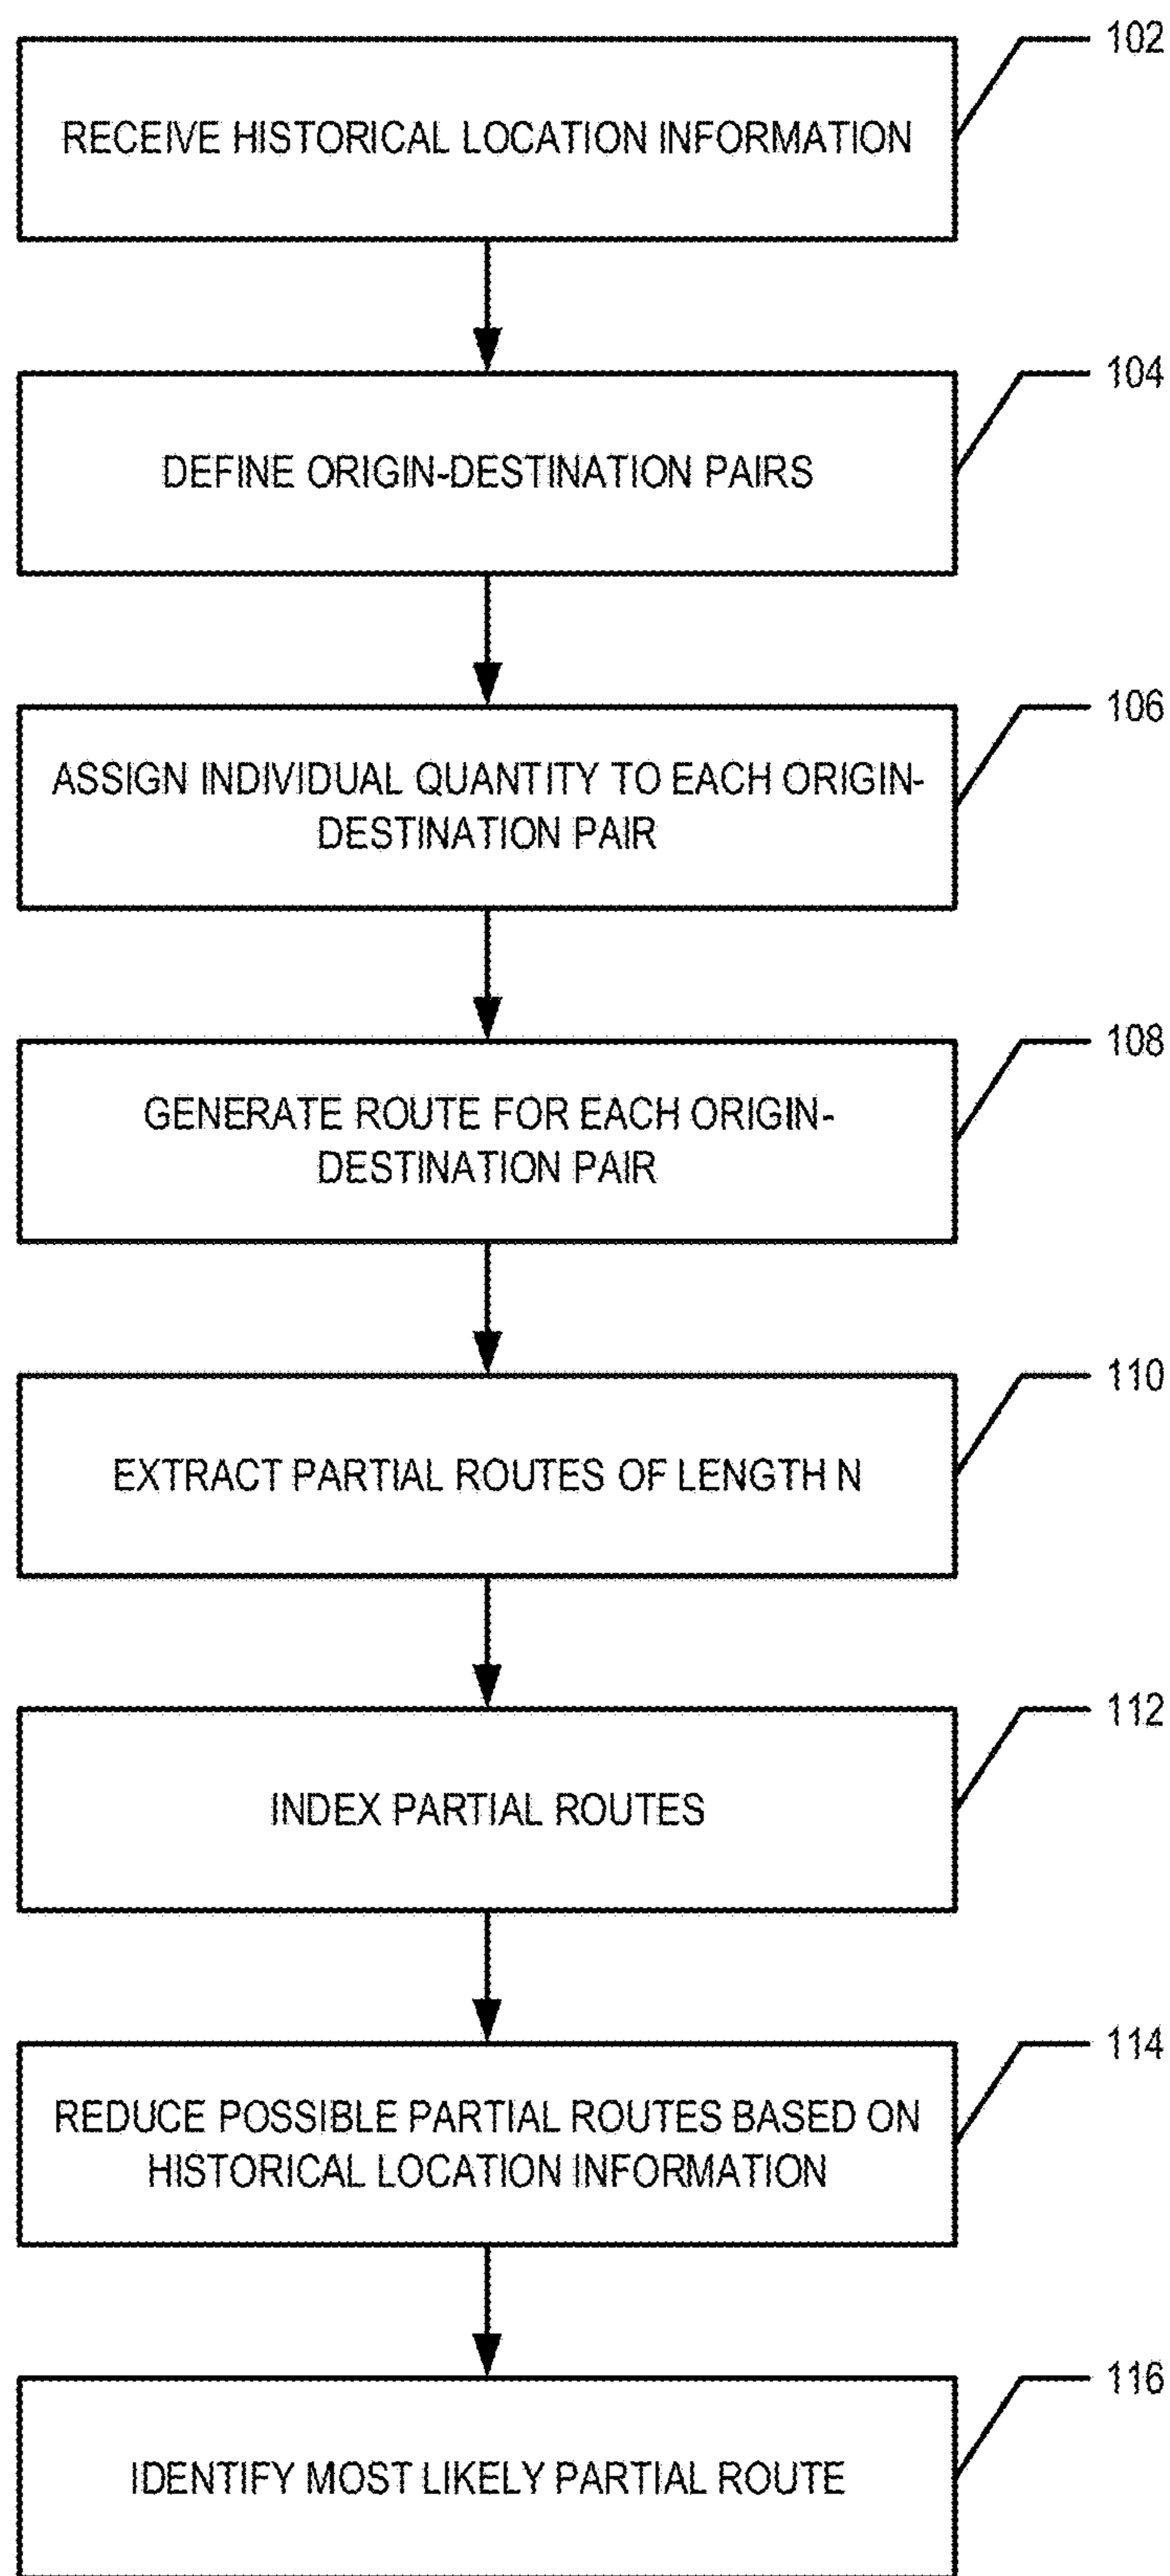 102
RECEIVE HISTORICAL LOCATION INFORMATION
104
DEFINE ORIGIN-DESTINATION PAIRS
106
ASSIGN INDIVIDUAL QUANTITY TO EACH ORIGIN-
DESTINATION PAIR
108
GENERATE ROUTE FOR EACH ORIGIN-
DESTINATION PAIR
110
EXTRACT PARTIAL ROUTES OF LENGTH N
112
INDEX PARTIAL ROUTES
114
REDUCE POSSIBLE PARTIAL ROUTES BASED ON
HISTORICAL LOCATION INFORMATION
116
IDENTIFY MOST LIKELY PARTIAL ROUTE